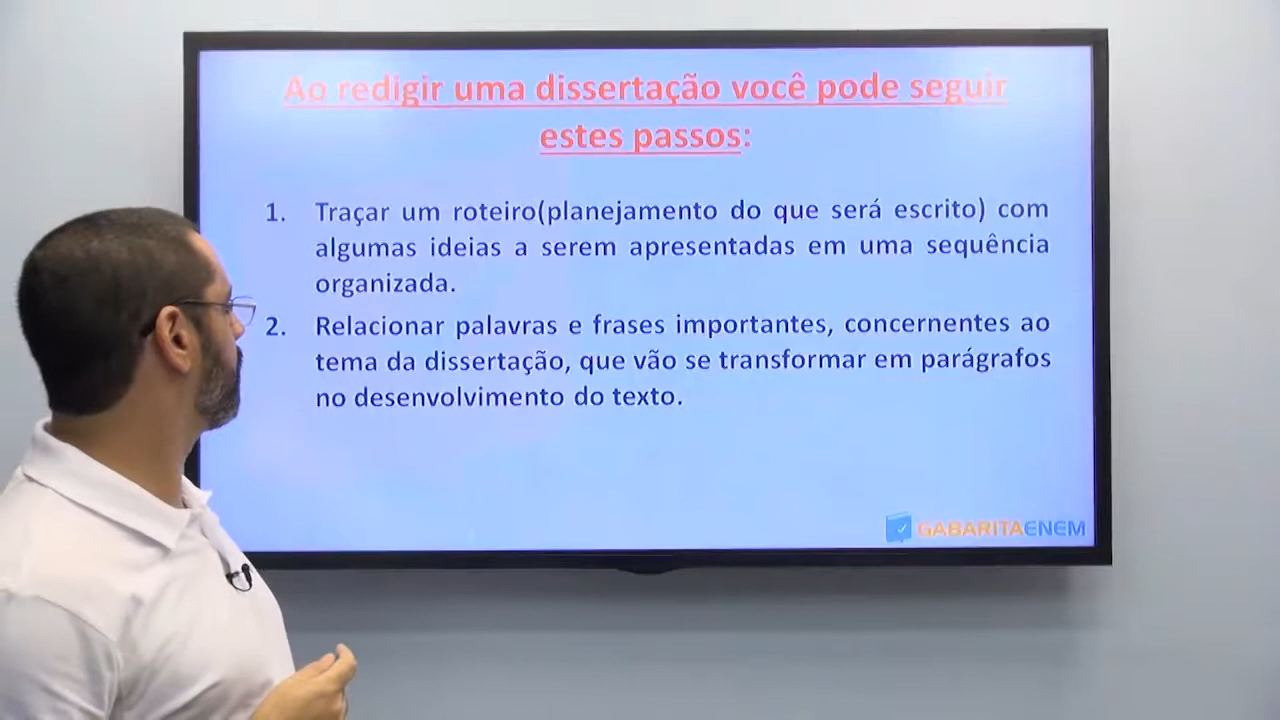 Ao redigir uma dissertação você pode seguir
estes passos:
1. Traçar um roteiro(planejamento do que será escrito) com
algumas ideias a serem apresentadas em uma sequência
organizada.
2. Relacionar palavras e frases importantes, concernentes ao
tema da dissertação, que vão se transformar em parágrafos
no desenvolvimento do texto.
GABARITAENEM